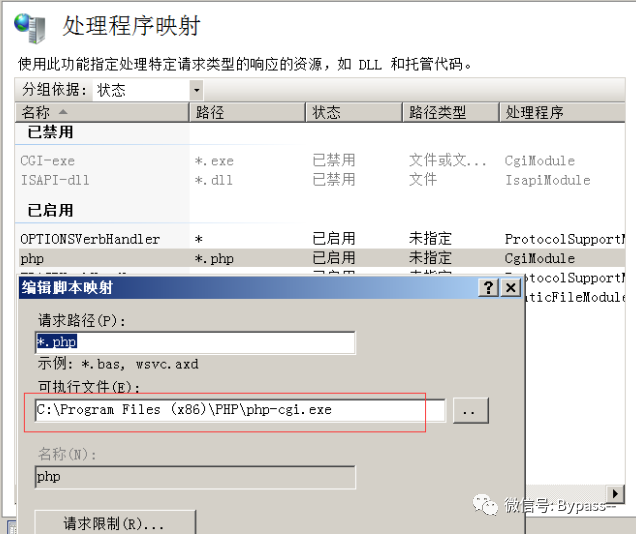 处理程序映射
使用此功能指定处理特定请求类型的响应的资源，如 DLL 和托管代码。
分组依据: 状态
名称 路径 状态 路径类型 处理程序
已禁用
CGI-exe *.exe 已禁用 文件或文... CgiModule
ISAPI-dll *.dll 已禁用 文件 IsapiModule
已启用
OPTIONSVerbHandler * 已启用 未指定 ProtocolSupportM
php *.php 已启用 未指定 CgiModule
编辑脚本映射 ? X
请求路径(P):
*.php
示例: *.bas, wsvc.axd
可执行文件(E):
C:\Program Files (x86)\PHP\php-cgi.exe ..
名称(N):
php
请求限制(R)...
微信号: Bypass--